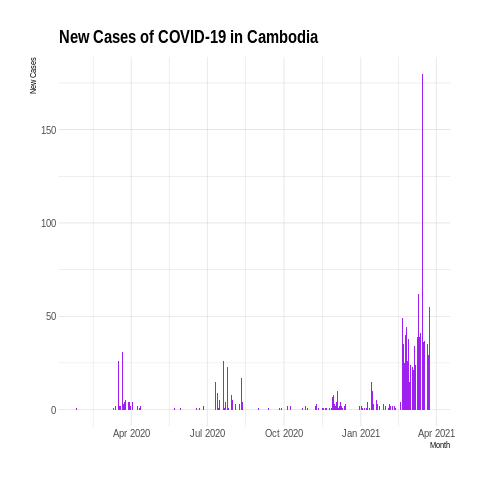 New Cases of COVID-19 in Cambodia
New Cases
150
100
50
0
Apr 2020 Jul 2020 Oct 2020 Jan 2021 Apr 2021
Month